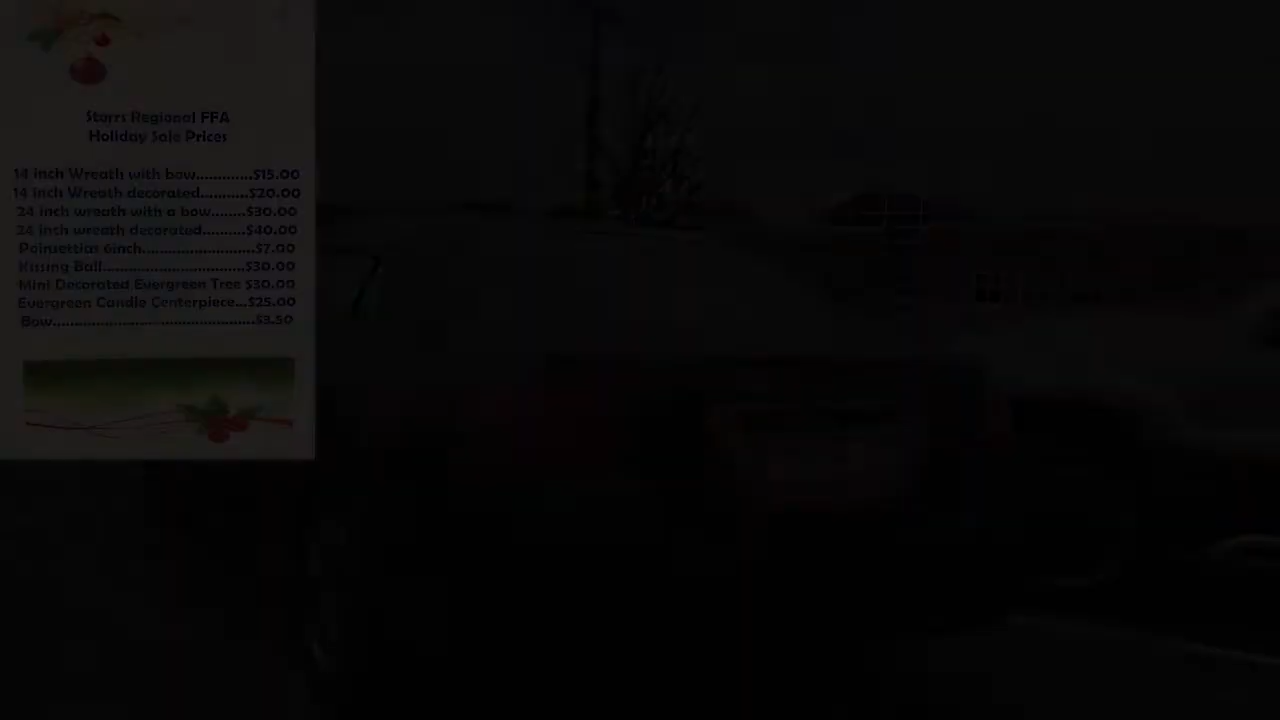 Storrs Regional FFA
Holiday Sale Prices
14 inch Wreath with bow.............$15.00
14 inch Wreath decorated...........$20.00
24 inch wreath with a bow........$30.00
24 inch wreath decorated..........$40.00
Poinsettias 6inch..........................$7.00
Kissing Ball.................................$30.00
Mini Decorated Evergreen Tree $30.00
Evergreen Candle Centerpiece...$25.00
Bow..............................................$3.50